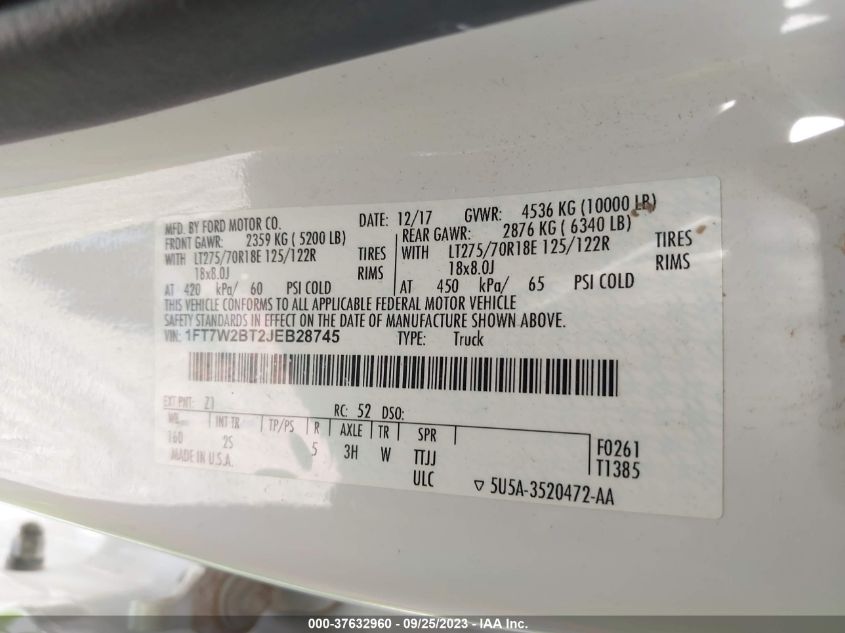 MFD. BY FORD MOTOR CO. DATE: 12/17 GVWR: 4536 KG (10000 LB)
FRONT GAWR: 2359 KG ( 5200 LB) REAR GAWR: 2876 KG ( 6340 LB)
WITH LT275/70R18E 125/122R TIRES WITH LT275/70R18E 125/122R TIRES
18x8.0J RIMS 18x8.0J RIMS
AT 420 kPa/ 60 PSI COLD AT 450 kPa/ 65 PSI COLD
THIS VEHICLE CONFORMS TO ALL APPLICABLE FEDERAL MOTOR VEHICLE
SAFETY STANDARDS IN EFFECT ON THE DATE OF MANUFACTURE SHOWN ABOVE.
VIN: 1FT7W2BT2JEB28745 TYPE: Truck
EXT PNT: Z1 RC: 52 DSO:
WB INT TR TP/PS R AXLE TR SPR
160 2S 5 3H W TTJJ F0261
MADE IN U.S.A. ULC T1385
▽ 5U5A-3520472-AA
000-37632960 - 09/25/2023 - IAA Inc.